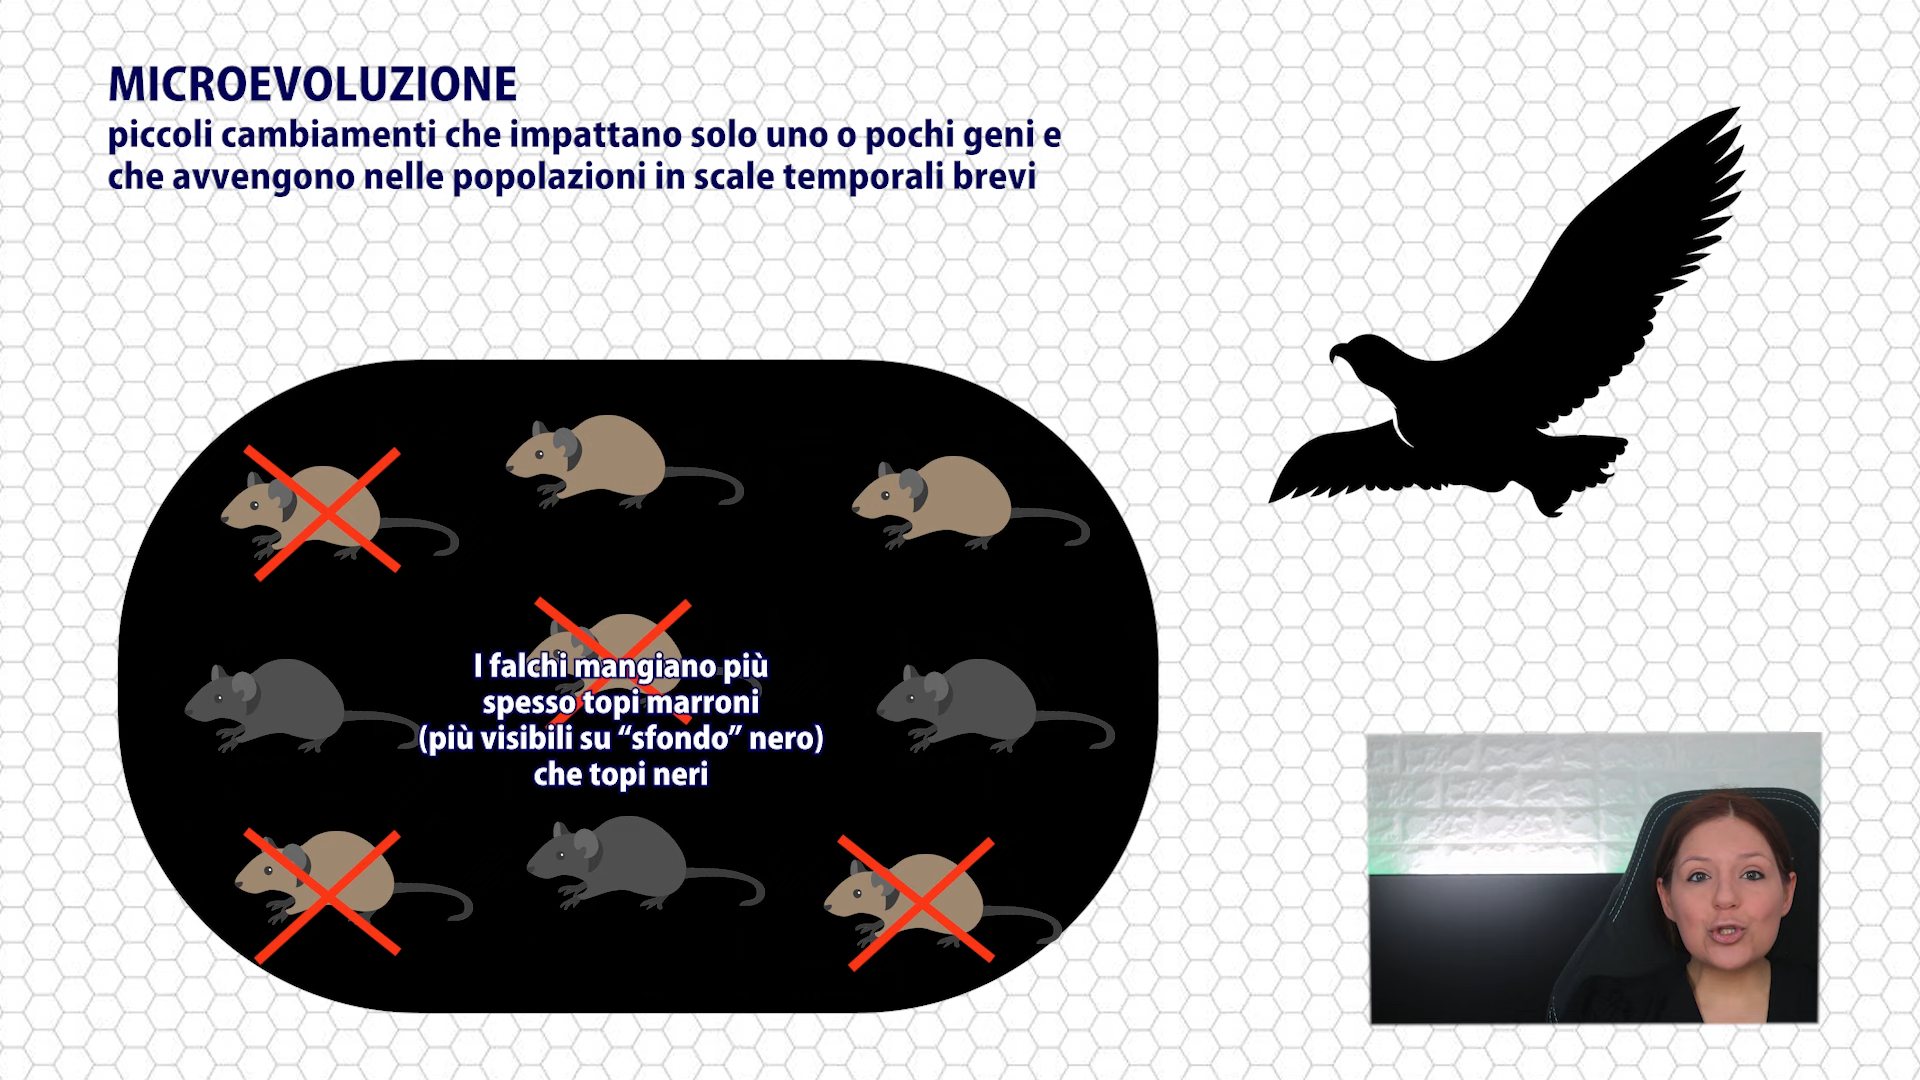 MICROEVOLUZIONE
piccoli cambiamenti che impattano solo uno o pochi geni e
che avvengono nelle popolazioni in scale temporali brevi
I falchi mangiano più
spesso topi marroni
(più visibili su “sfondo” nero)
che topi neri